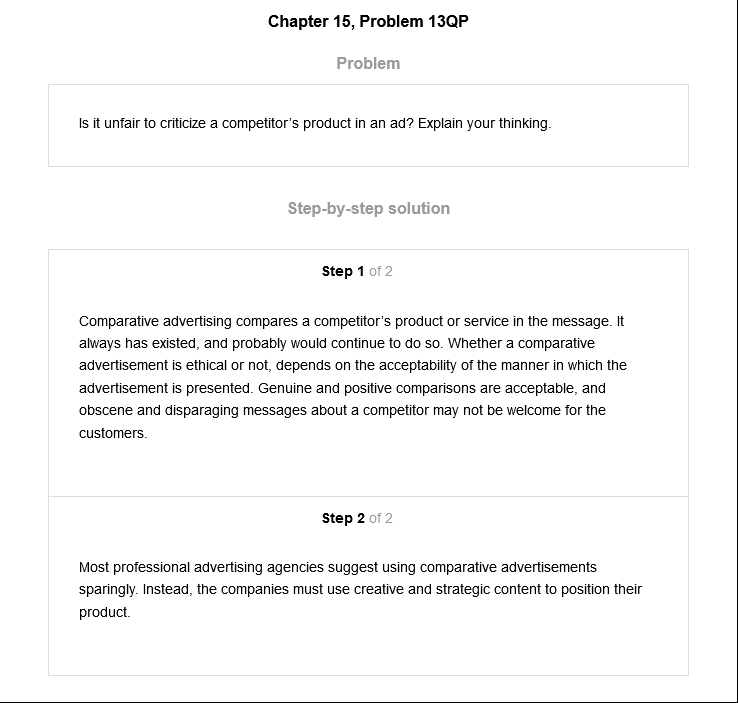 Chapter 15, Problem 13QP
Problem
Is it unfair to criticize a competitor’s product in an ad? Explain your thinking.
Step-by-step solution
Step 1 of 2
Comparative advertising compares a competitor’s product or service in the message. It
always has existed, and probably would continue to do so. Whether a comparative
advertisement is ethical or not, depends on the acceptability of the manner in which the
advertisement is presented. Genuine and positive comparisons are acceptable, and
obscene and disparaging messages about a competitor may not be welcome for the
customers.
Step 2 of 2
Most professional advertising agencies suggest using comparative advertisements
sparingly. Instead, the companies must use creative and strategic content to position their
product.